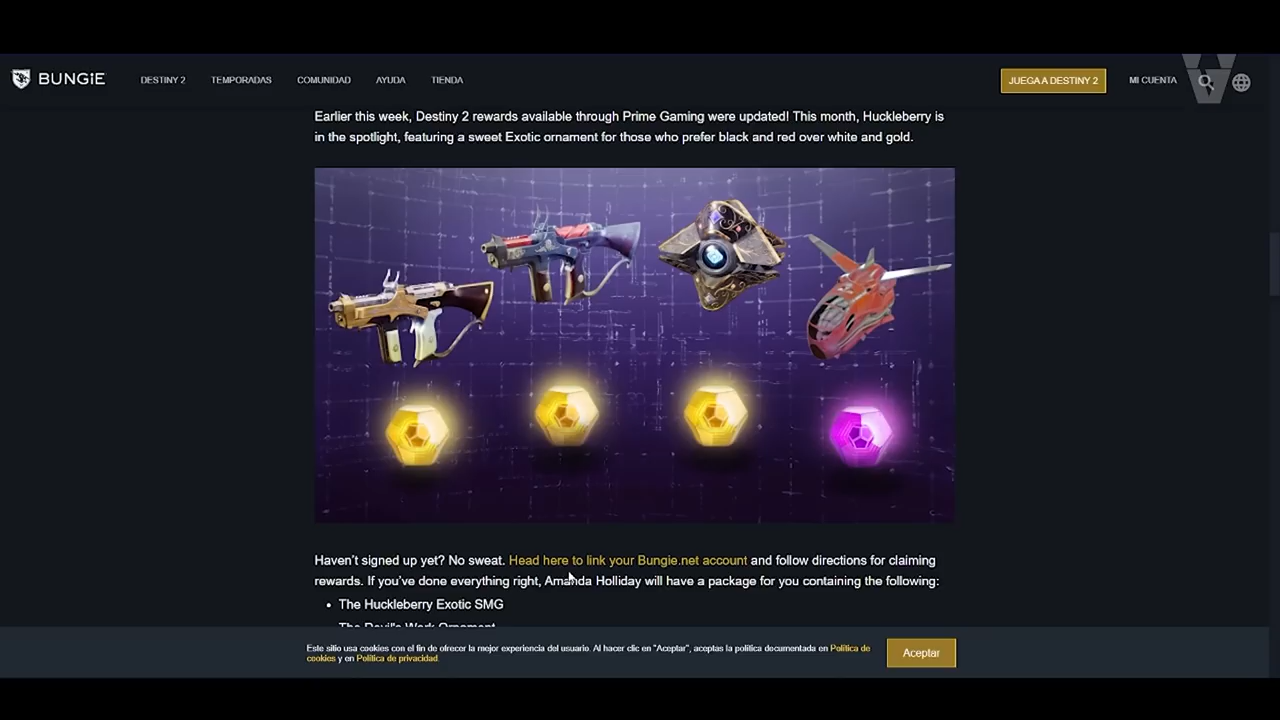 BUNGiE DESTINY 2 TEMPORADAS COMUNIDAD AYUDA TIENDA JUEGA A DESTINY 2 MI CUENTA
Earlier this week, Destiny 2 rewards available through Prime Gaming were updated! This month, Huckleberry is
in the spotlight, featuring a sweet Exotic ornament for those who prefer black and red over white and gold.
Haven't signed up yet? No sweat. Head here to link your Bungie.net account and follow directions for claiming
rewards. If you've done everything right, Amanda Holliday will have a package for you containing the following:
• The Huckleberry Exotic SMG
The Devil's Work Ornament
Este sitio usa cookies con el fin de ofrecer la mejor experiencia del usuario. Al hacer clic en "Aceptar", aceptas la política documentada en Política de
cookies y en Política de privacidad.
Aceptar